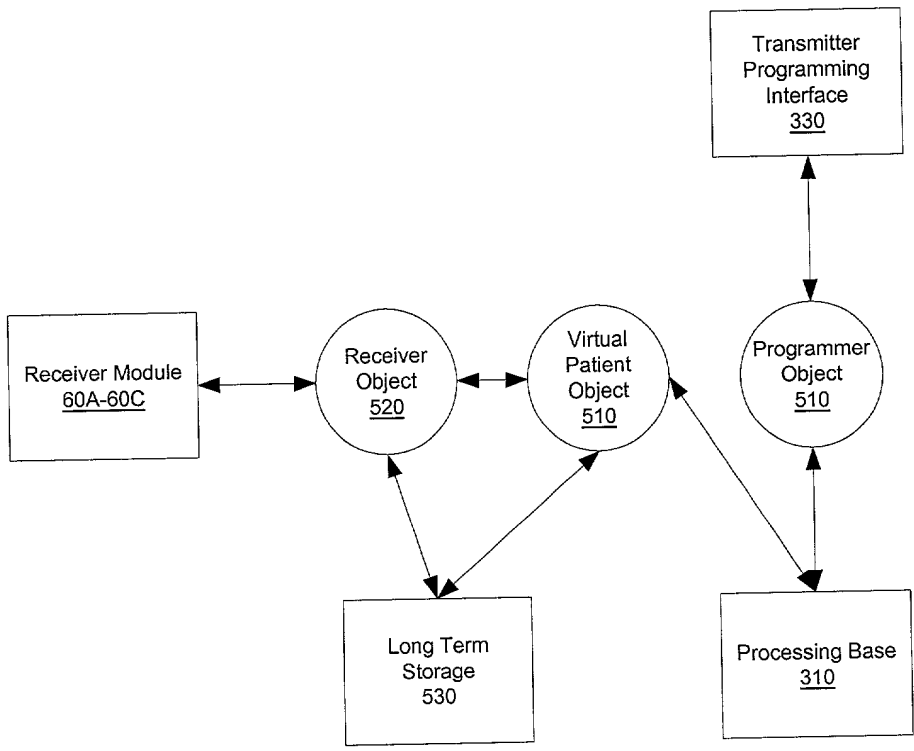 Transmitter
Programming
Interface
330
Receiver Module
60A-60C
Receiver
Object
520
Virtual
Patient
Object
510
Programmer
Object
510
Long Term
Storage
530
Processing Base
310